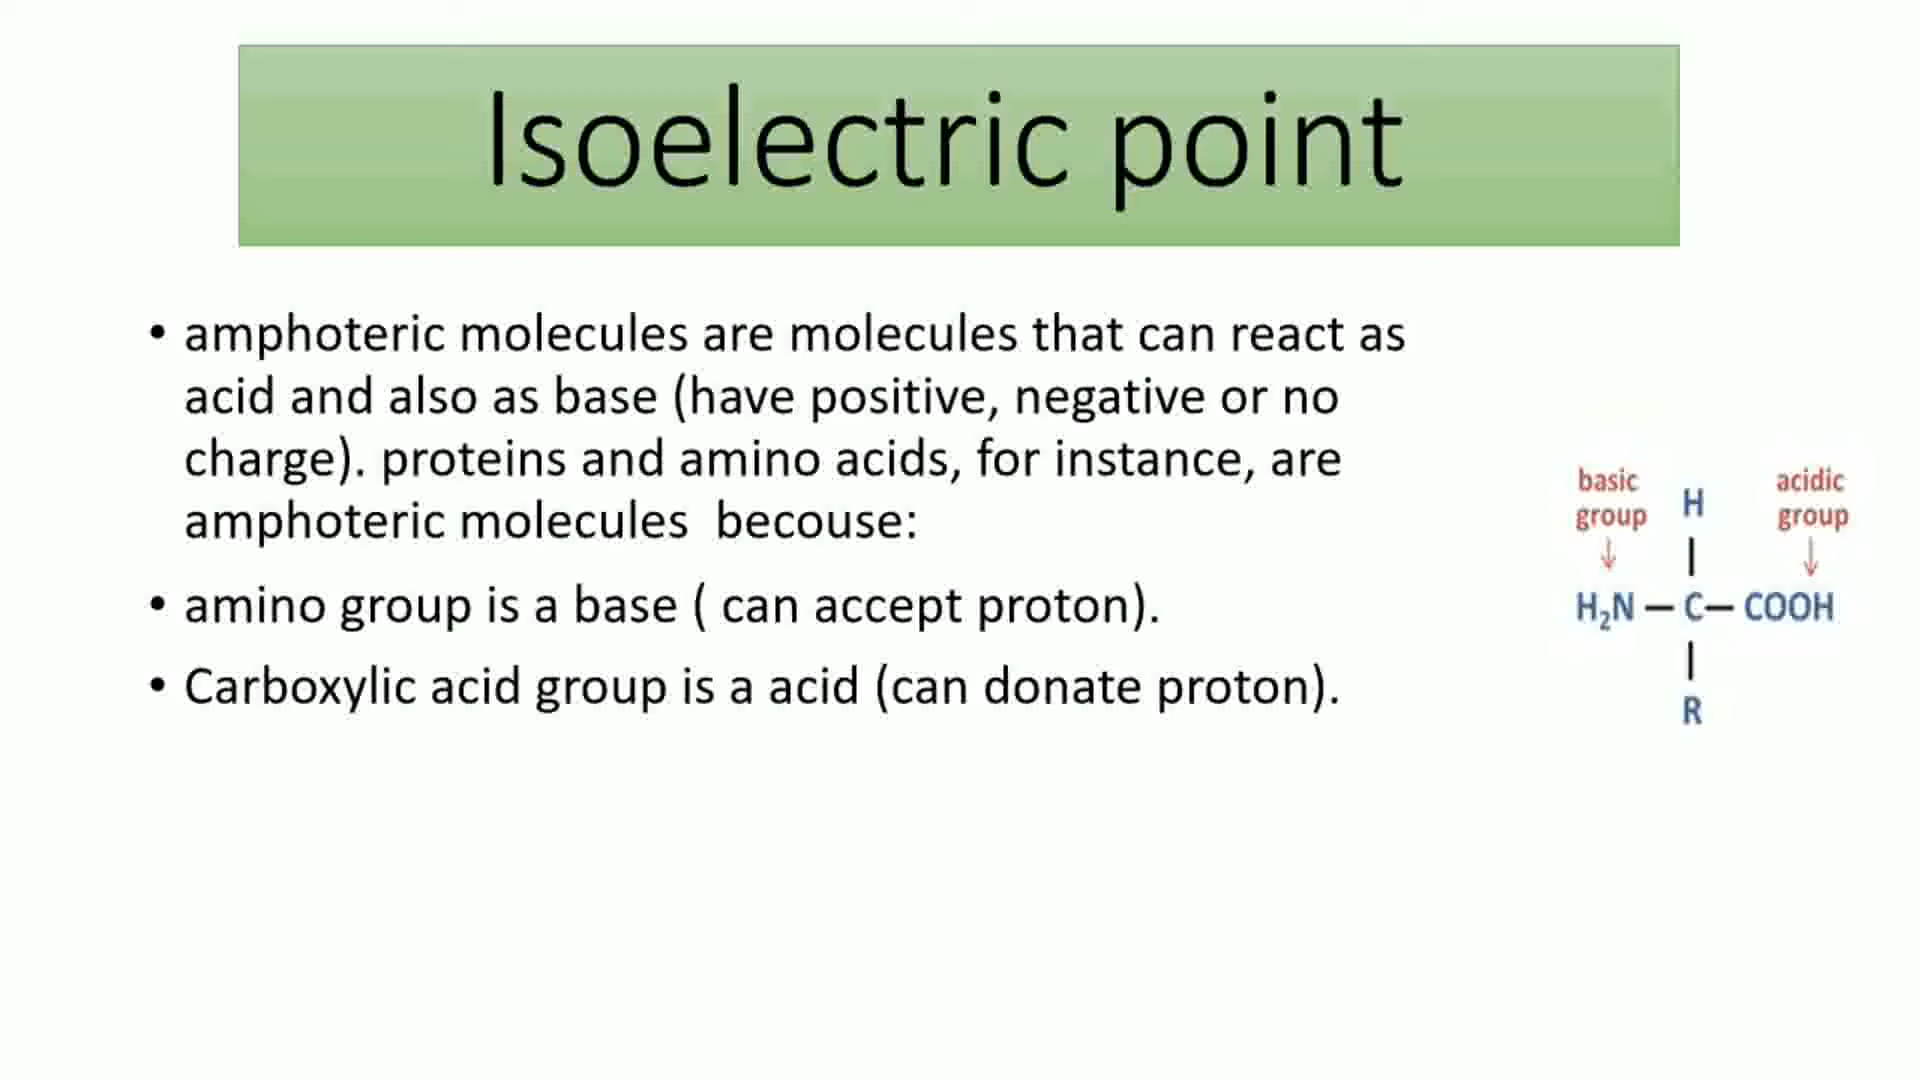 Isoelectric point
• amphoteric molecules are molecules that can react as
acid and also as base (have positive, negative or no
charge). proteins and amino acids, for instance, are
amphoteric molecules  becouse:
• amino group is a base ( can accept proton).
• Carboxylic acid group is a acid (can donate proton).
basic group
acidic group
H
H₂N — C — COOH
R